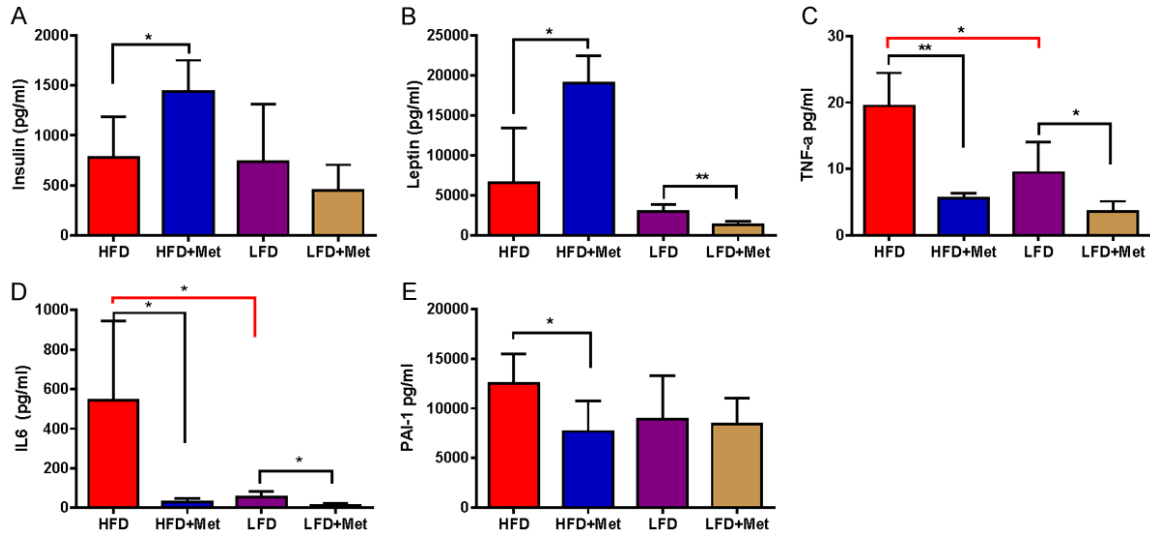 A
Insulin (pg/ml)
2000
1500
1000
500
0
*
HFD HFD+Met LFD LFD+Met
B
Leptin (pg/ml)
25000
20000
15000
10000
5000
0
*
**
HFD HFD+Met LFD LFD+Met
C
TNF-a pg/ml
30
20
10
0
*
**
*
HFD HFD+Met LFD LFD+Met
D
IL6 (pg/ml)
1000
800
600
400
200
0
*
*
*
HFD HFD+Met LFD LFD+Met
E
PAI-1 pg/ml
20000
15000
10000
5000
0
*
HFD HFD+Met LFD LFD+Met